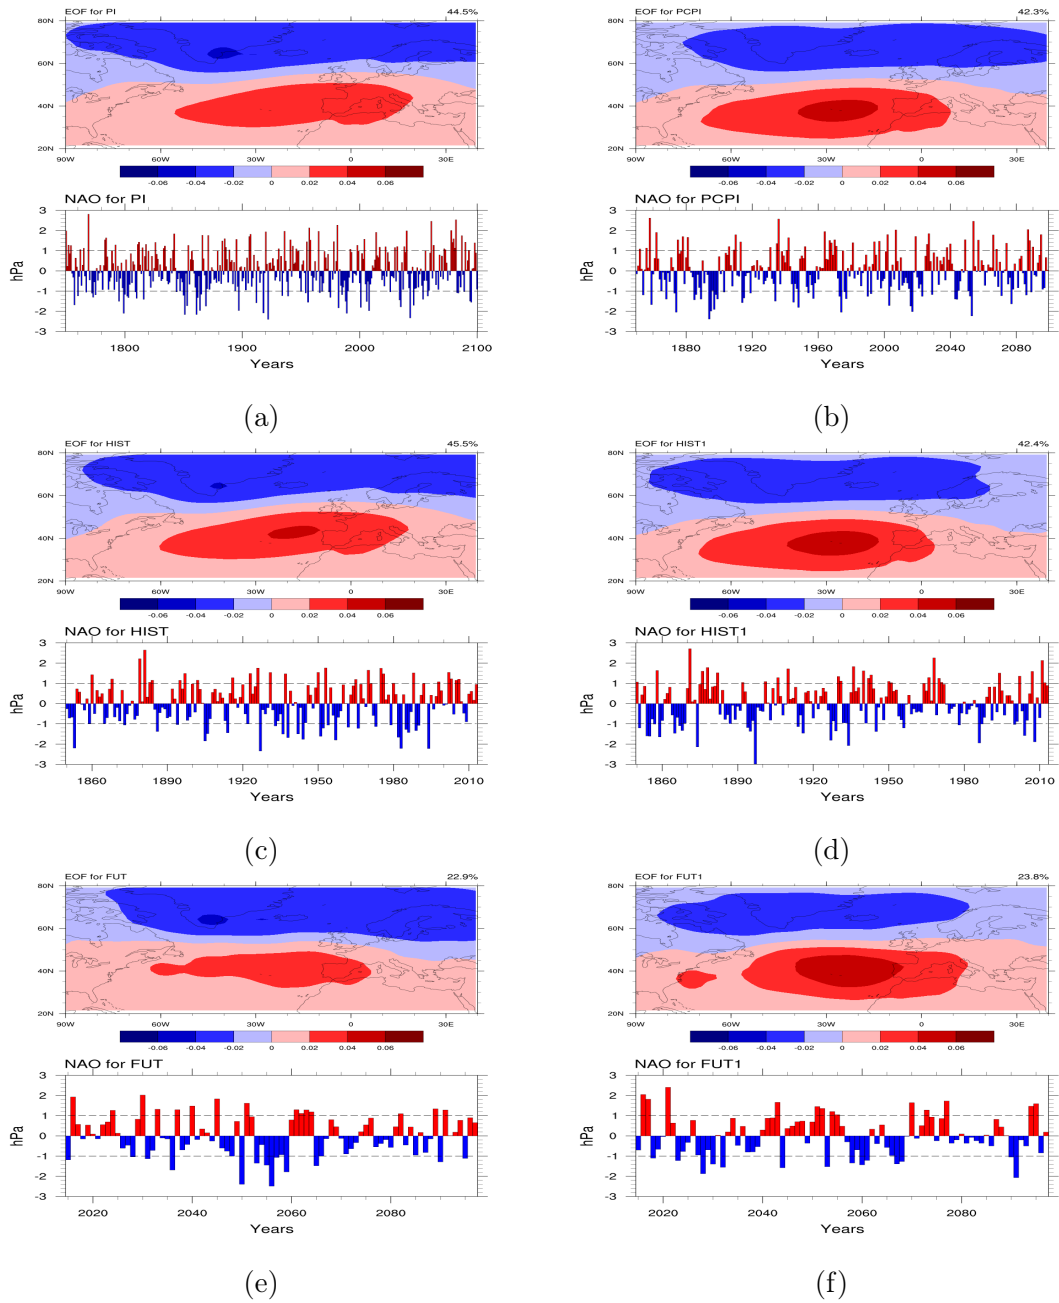 EOF for PI 44.5%
80N
60N
40N
20N
90W 60W 30W 0 30E
-0.06 -0.04 -0.02 0 0.02 0.04 0.06
NAO for PI
3
2
1
0
-1
-2
-3
hPa
1800 1900 2000 2100
Years
(a)
EOF for PCPI 42.3%
80N
60N
40N
20N
90W 60W 30W 0 30E
-0.06 -0.04 -0.02 0 0.02 0.04 0.06
NAO for PCPI
3
2
1
0
-1
-2
-3
hPa
1880 1920 1960 2000 2040 2080
Years
(b)
EOF for HIST 45.5%
80N
60N
40N
20N
90W 60W 30W 0 30E
-0.06 -0.04 -0.02 0 0.02 0.04 0.06
NAO for HIST
3
2
1
0
-1
-2
-3
hPa
1860 1890 1920 1950 1980 2010
Years
(c)
EOF for HIST1 42.4%
80N
60N
40N
20N
90W 60W 30W 0 30E
-0.06 -0.04 -0.02 0 0.02 0.04 0.06
NAO for HIST1
3
2
1
0
-1
-2
-3
hPa
1860 1890 1920 1950 1980 2010
Years
(d)
EOF for FUT 22.9%
80N
60N
40N
20N
90W 60W 30W 0 30E
-0.06 -0.04 -0.02 0 0.02 0.04 0.06
NAO for FUT
3
2
1
0
-1
-2
-3
hPa
2020 2040 2060 2080
Years
(e)
EOF for FUT1 23.8%
80N
60N
40N
20N
90W 60W 30W 0 30E
-0.06 -0.04 -0.02 0 0.02 0.04 0.06
NAO for FUT1
3
2
1
0
-1
-2
-3
hPa
2020 2040 2060 2080
Years
(f)